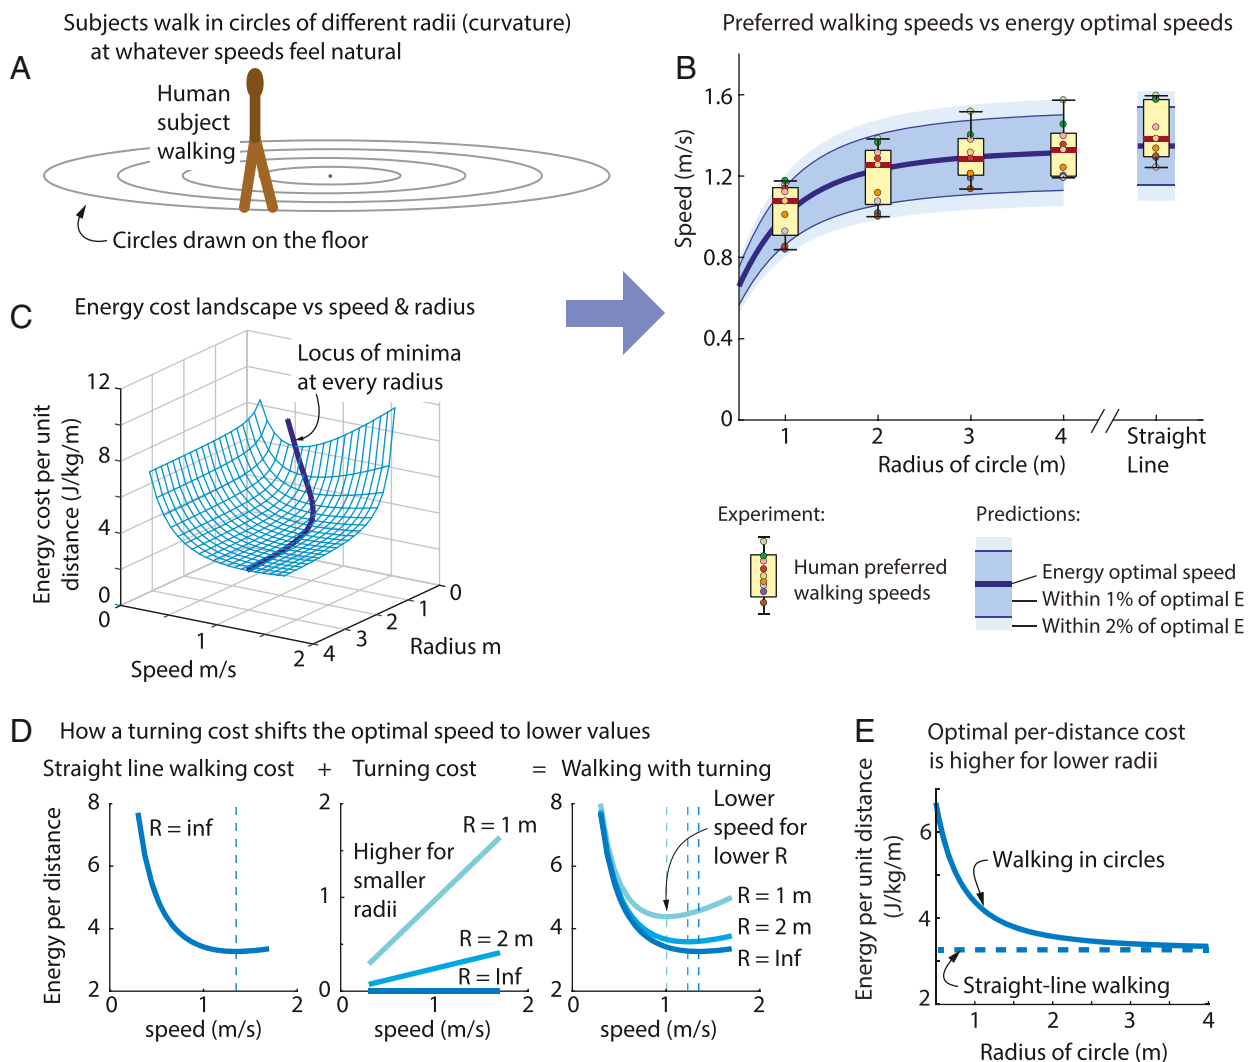 Subjects walk in circles of different radii (curvature)
at whatever speeds feel natural
A
Human
subject
walking
Circles drawn on the floor
Preferred walking speeds vs energy optimal speeds
B
Speed (m/s)
1.6
1.2
0.8
0.4
0
1
2
3
4
Straight
Line
Radius of circle (m)
Experiment:
Human preferred
walking speeds
Predictions:
Energy optimal speed
Within 1% of optimal E
Within 2% of optimal E
C
Energy cost landscape vs speed & radius
Locus of minima
at every radius
Energy cost per unit
distance (J/kg/m)
12
8
4
0
0
1
2
Speed m/s
4
3
2
1
0
Radius m
D
How a turning cost shifts the optimal speed to lower values
Straight line walking cost + Turning cost = Walking with turning
Energy per distance
8
6
4
2
R = inf
0
1
2
speed (m/s)
2
1
0
R = 1 m
Higher for
smaller
radii
R = 2 m
R = Inf
0
1
2
speed (m/s)
8
6
4
2
Lower
speed for
lower R
R = 1 m
R = 2 m
R = Inf
0
1
2
speed (m/s)
E
Optimal per-distance cost
is higher for lower radii
Energy per unit distance
(J/kg/m)
6
4
2
Walking in circles
Straight-line walking
1
2
3
4
Radius of circle (m)